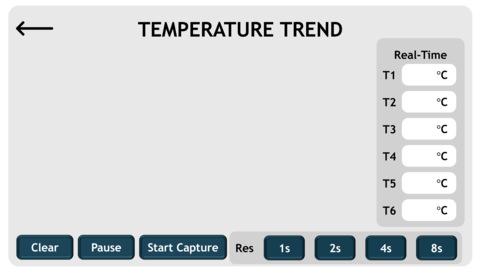 TEMPERATURE TREND
Real-Time
T1 °C
T2 °C
T3 °C
T4 °C
T5 °C
T6 °C
Clear Pause Start Capture Res 1s 2s 4s 8s